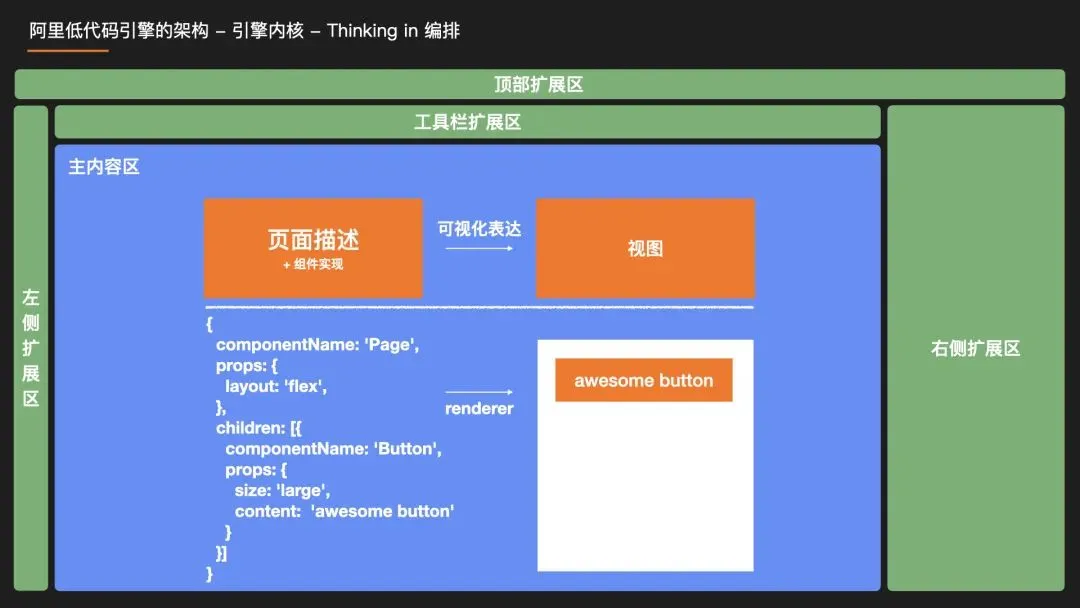 阿里低代码引擎的架构 – 引擎内核 – Thinking in 编排
顶部扩展区
工具栏扩展区
左侧扩展区
主内容区
页面描述
+ 组件实现
可视化表达
视图
{
componentName: 'Page',
props: {
layout: 'flex',
},
children: [{
componentName: 'Button',
props: {
size: 'large',
content: 'awesome button'
}
}]
}
renderer
awesome button
右侧扩展区